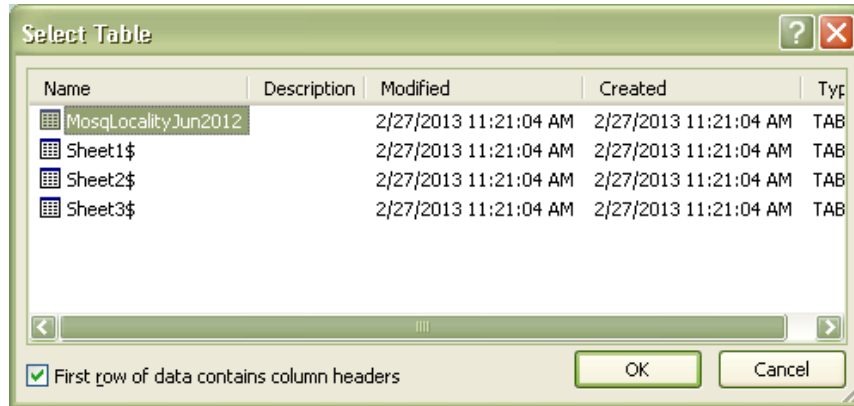 Select Table
Name Description Modified Created Typ
MosqLocalityJun2012 2/27/2013 11:21:04 AM 2/27/2013 11:21:04 AM TAB
Sheet1$ 2/27/2013 11:21:04 AM 2/27/2013 11:21:04 AM TAB
Sheet2$ 2/27/2013 11:21:04 AM 2/27/2013 11:21:04 AM TAB
Sheet3$ 2/27/2013 11:21:04 AM 2/27/2013 11:21:04 AM TAB
First row of data contains column headers OK Cancel